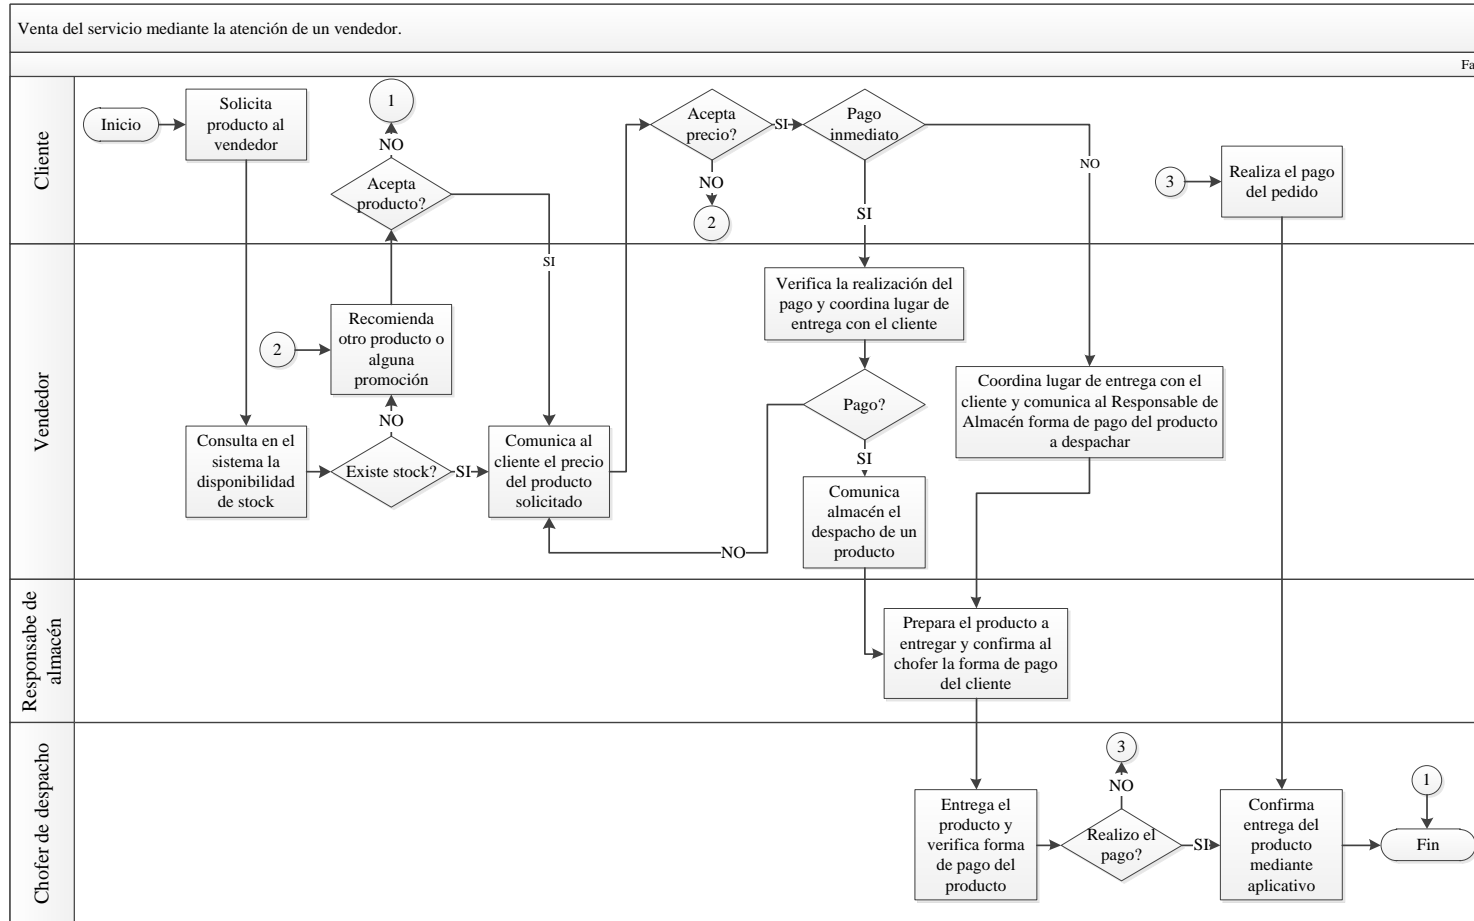 Venta del servicio mediante la atención de un vendedor.
Fa
Cliente
Inicio
Solicita
producto al
vendedor
1
NO
Acepta
producto?
SI
Acepta
precio?
SI
NO
2
Pago
inmediato
SI
NO
3
Realiza el pago
del pedido
Vendedor
2
Recomienda
otro producto o
alguna
promoción
NO
Consulta en el
sistema la
disponibilidad
de stock
Existe stock?
SI
Comunica al
cliente el precio
del producto
solicitado
Verifica la realización del
pago y coordina lugar de
entrega con el cliente
Pago?
SI
NO
Comunica
almacén el
despacho de un
producto
Coordina lugar de entrega con el
cliente y comunica al Responsable de
Almacén forma de pago del producto
a despachar
Responsabe de
almacén
Prepara el producto a
entregar y confirma al
chofer la forma de pago
del cliente
Chofer de despacho
Entrega el
producto y
verifica forma
de pago del
producto
3
NO
Realizo el
pago?
SI
Confirma
entrega del
producto
mediante
aplicativo
1
Fin